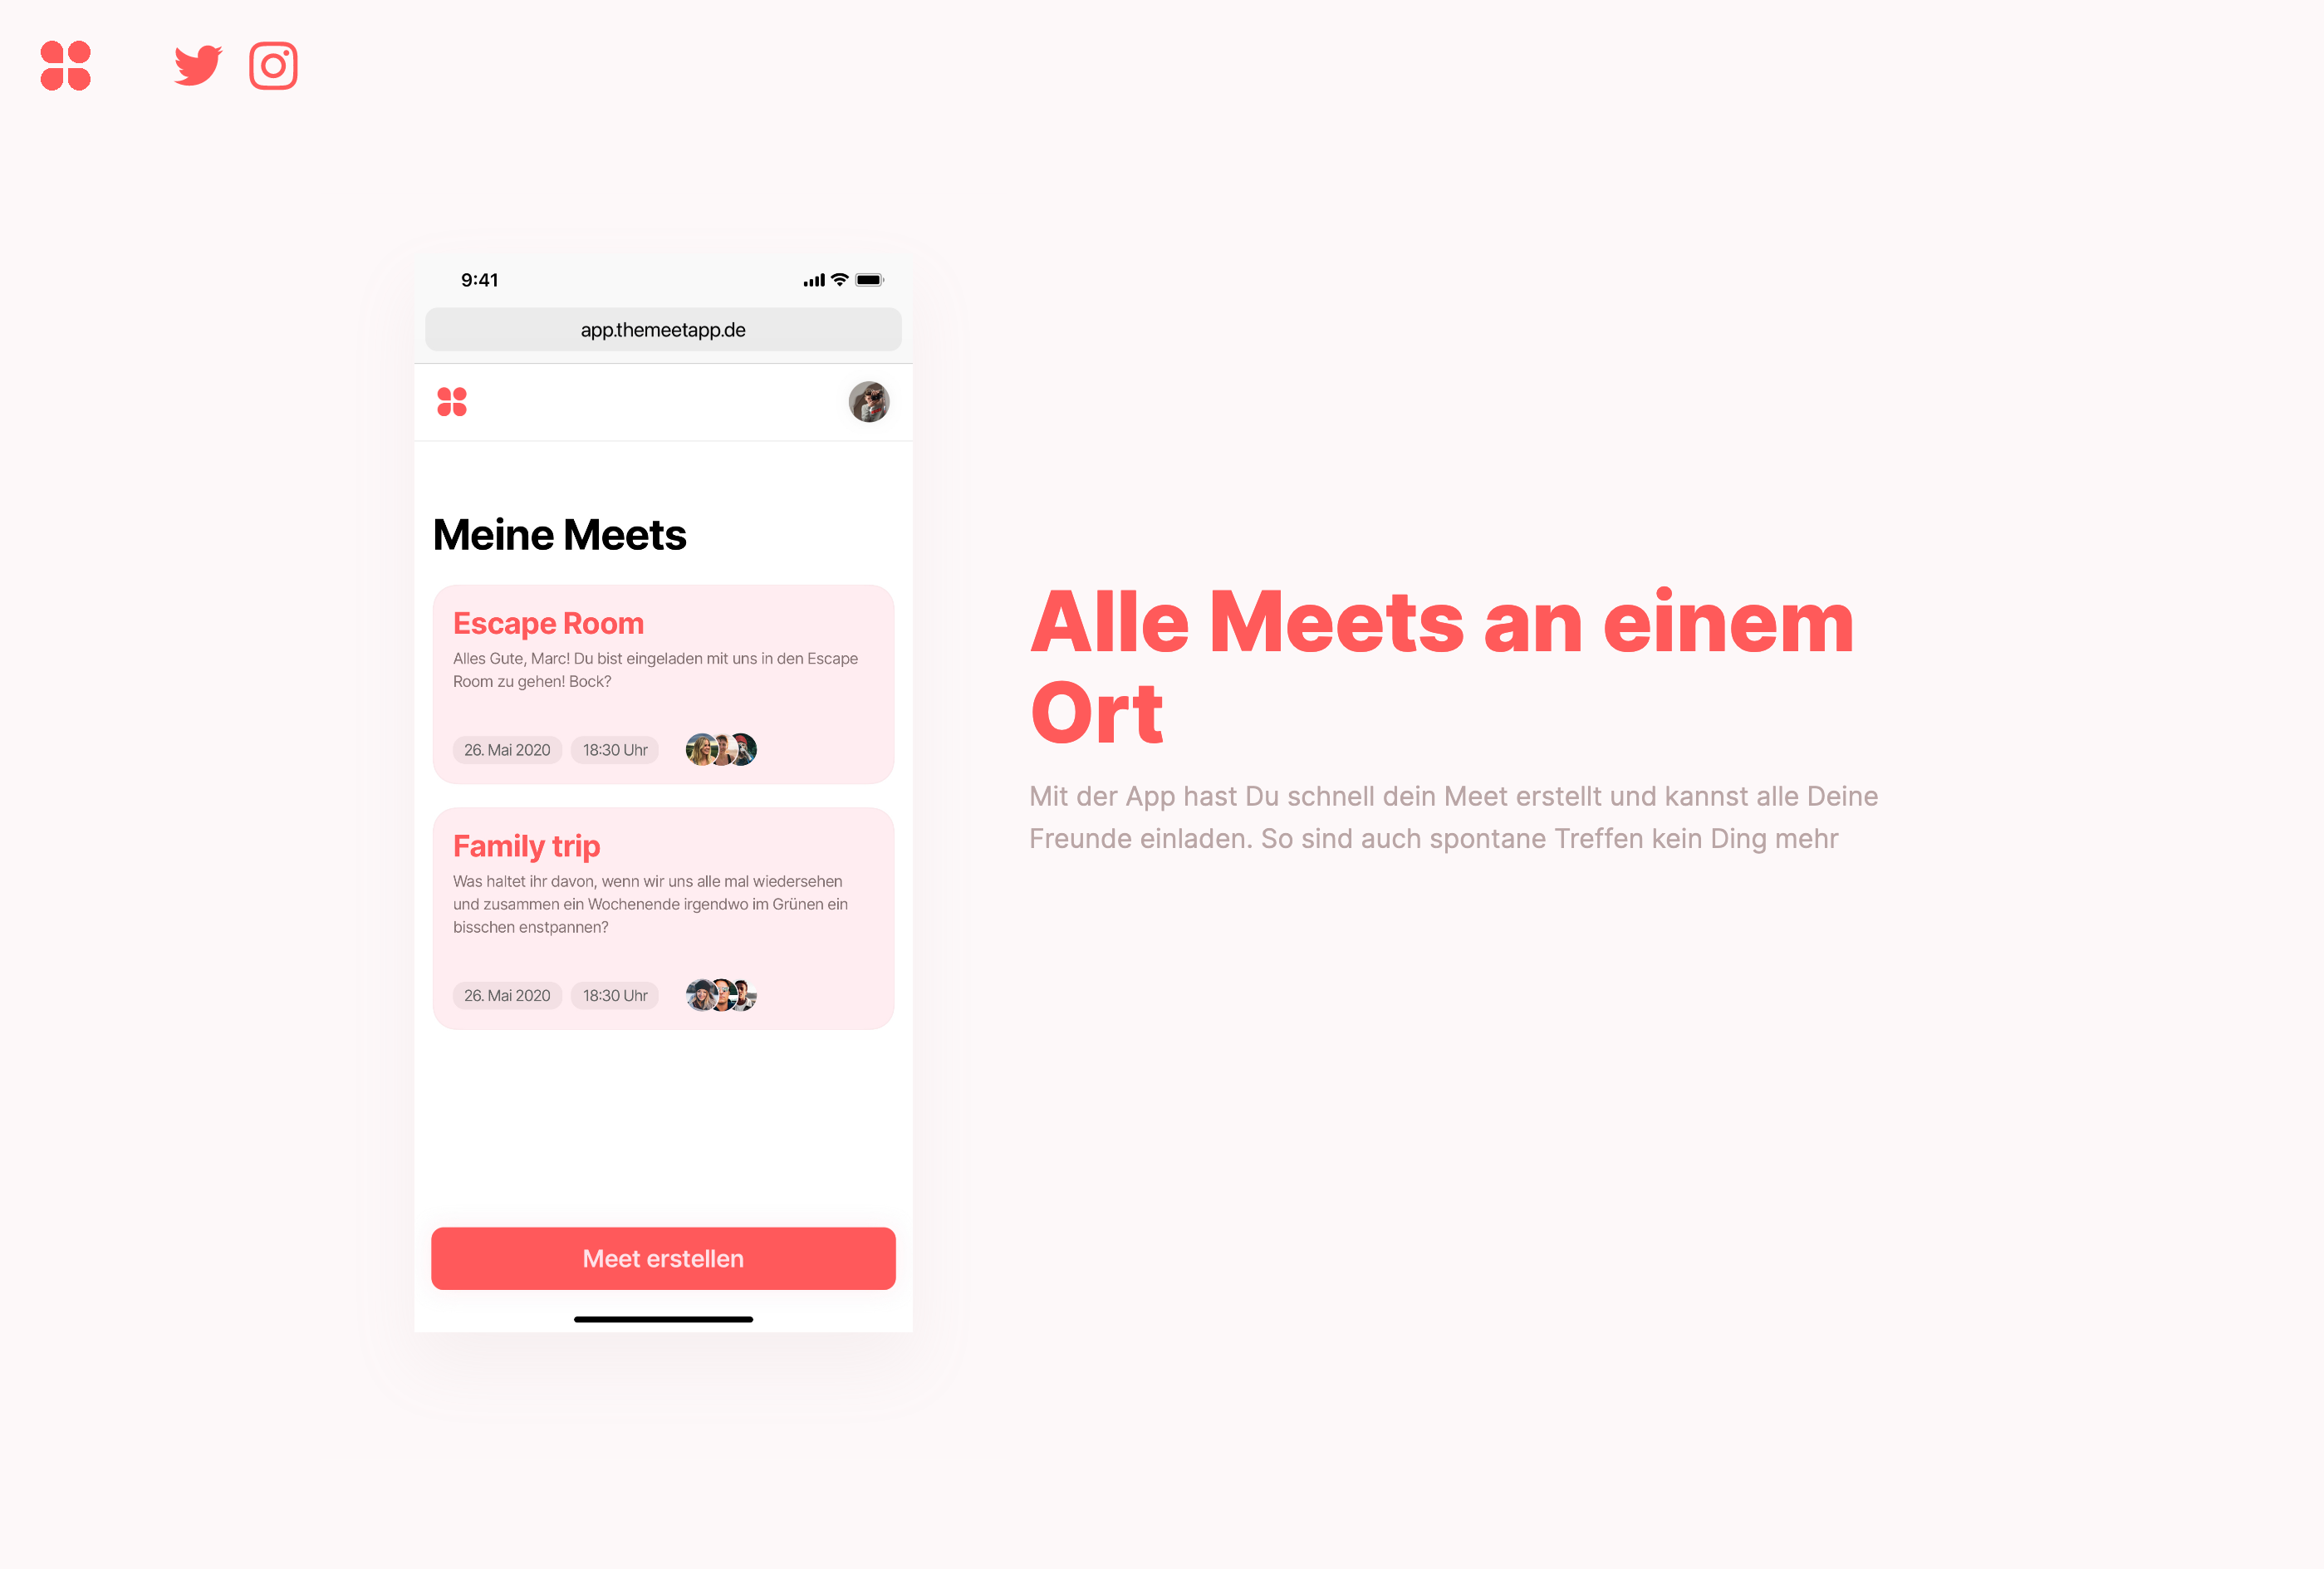 9:41
app.themeetapp.de
Meine Meets
Escape Room
Alles Gute, Marc! Du bist eingeladen mit uns in den Escape
Room zu gehen! Bock?
26. Mai 2020 18:30 Uhr
Family trip
Was haltet ihr davon, wenn wir uns alle mal wiedersehen
und zusammen ein Wochenende irgendwo im Grünen ein
bisschen enstpannen?
26. Mai 2020 18:30 Uhr
Meet erstellen
Alle Meets an einem
Ort
Mit der App hast Du schnell dein Meet erstellt und kannst alle Deine
Freunde einladen. So sind auch spontane Treffen kein Ding mehr